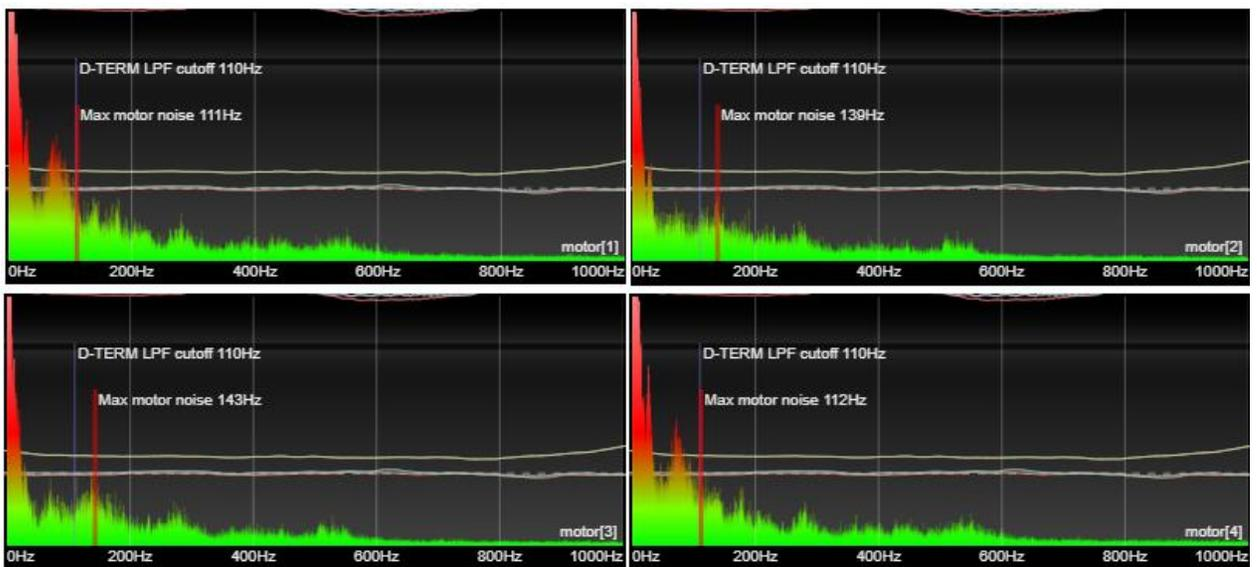 D-TERM LPF cutoff 110Hz
Max motor noise 111Hz
motor[1]
0Hz 200Hz 400Hz 600Hz 800Hz 1000Hz
D-TERM LPF cutoff 110Hz
Max motor noise 139Hz
motor[2]
0Hz 200Hz 400Hz 600Hz 800Hz 1000Hz
D-TERM LPF cutoff 110Hz
Max motor noise 143Hz
motor[3]
0Hz 200Hz 400Hz 600Hz 800Hz 1000Hz
D-TERM LPF cutoff 110Hz
Max motor noise 112Hz
motor[4]
0Hz 200Hz 400Hz 600Hz 800Hz 1000Hz